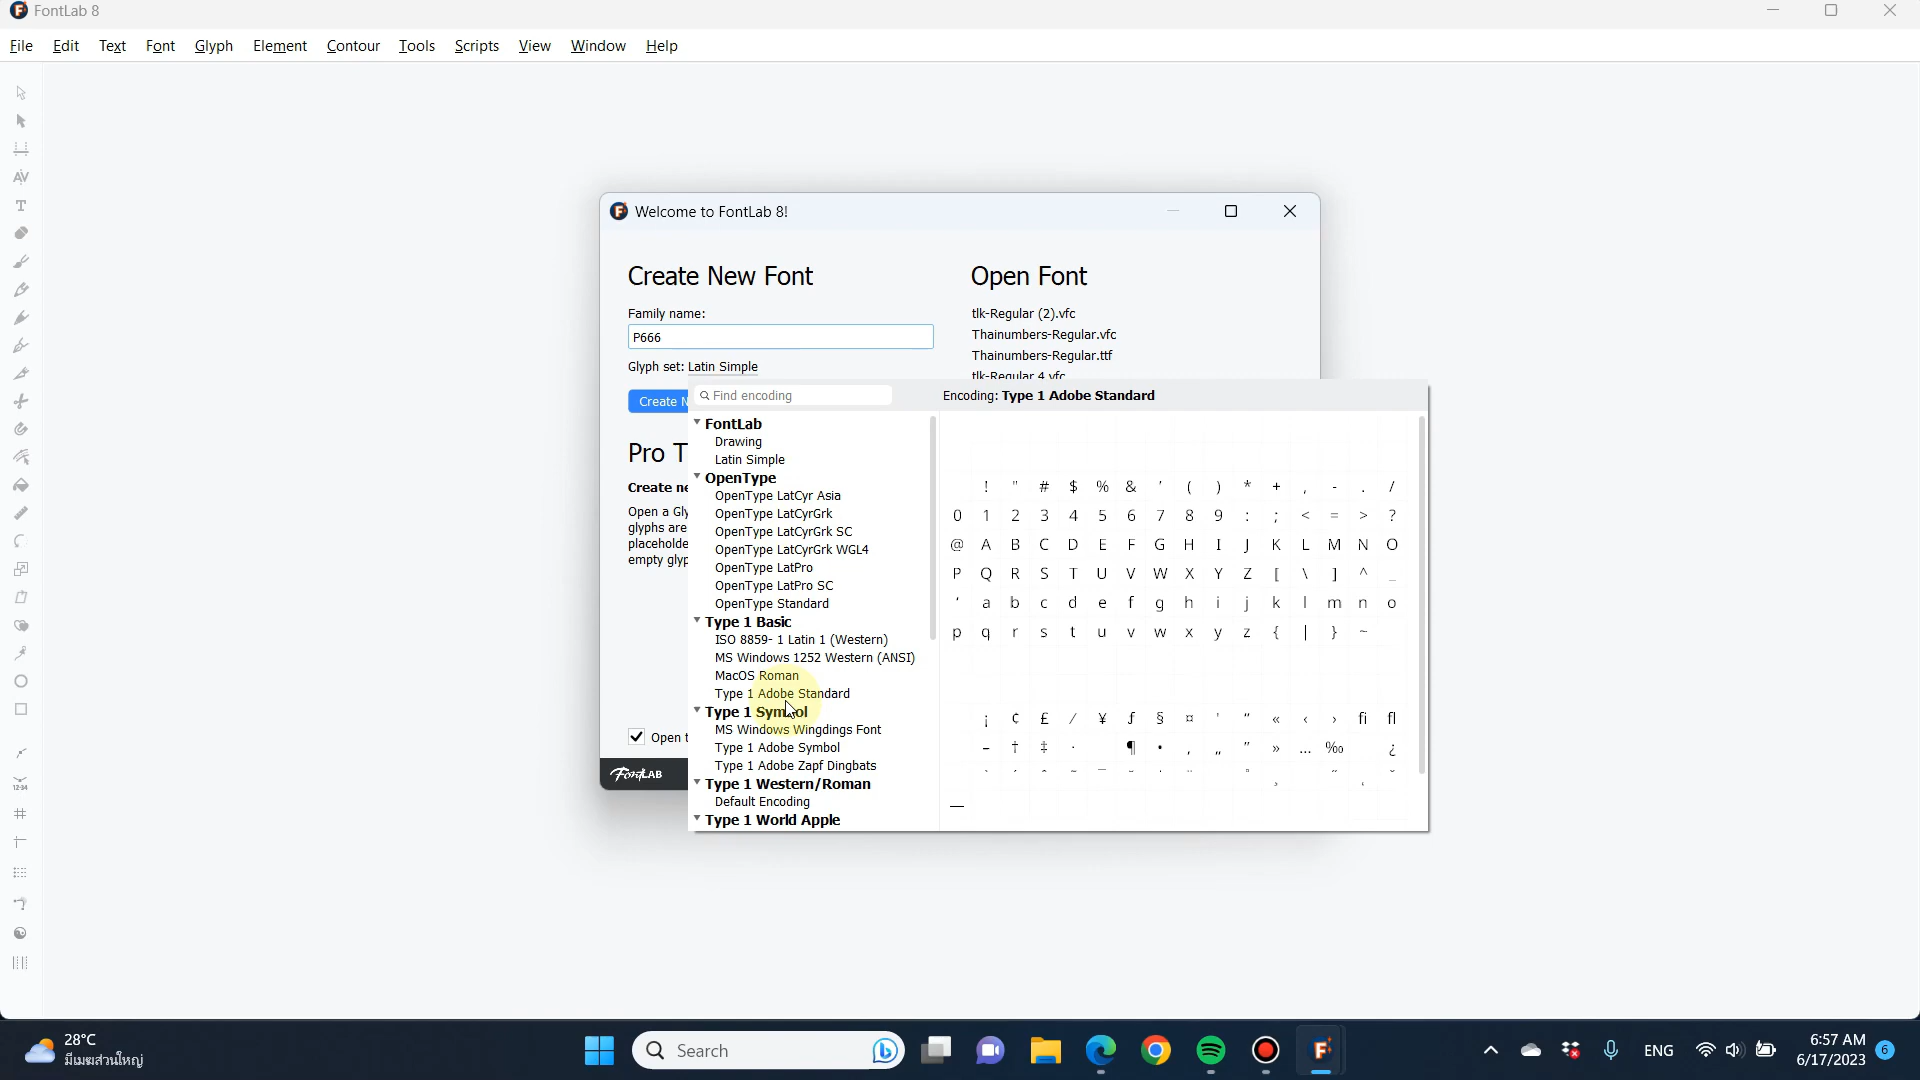 FontLab 8
File Edit Text Font Glyph Element Contour Tools Scripts View Window Help
Welcome to FontLab 8!
Create New Font
Family name:
P666
Glyph set: Latin Simple
Create N
Pro T
Create ne
Open a Gly
glyphs are
placeholde
empty glyp
Open t
FontLAB
Open Font
tlk-Regular (2).vfc
Thainumbers-Regular.vfc
Thainumbers-Regular.ttf
tlk-Regular 4.vfc
Find encoding
FontLab
Drawing
Latin Simple
OpenType
OpenType LatCyr Asia
OpenType LatCyrGrk
OpenType LatCyrGrk SC
OpenType LatCyrGrk WGL4
OpenType LatPro
OpenType LatPro SC
OpenType Standard
Type 1 Basic
ISO 8859- 1 Latin 1 (Western)
MS Windows 1252 Western (ANSI)
MacOS Roman
Type 1 Adobe Standard
Type 1 Symbol
MS Windows Wingdings Font
Type 1 Adobe Symbol
Type 1 Adobe Zapf Dingbats
Type 1 Western/Roman
Default Encoding
Type 1 World Apple
Encoding: Type 1 Adobe Standard
! " # $ % & ’ ( ) * + , - . /
0 1 2 3 4 5 6 7 8 9 : ; < = > ?
@ A B C D E F G H I J K L M N O
P Q R S T U V W X Y Z [ \ ] ^ _
‘ a b c d e f g h i j k l m n o
p q r s t u v w x y z { | } ~
¡ ¢ £ ⁄ ¥ ƒ § ¤ ' “ « ‹ › ﬁ ﬂ
– † ‡ · ¶ • ‚ „ ” » … ‰ ¿
—
28°C
มีเมฆส่วนใหญ่
Search
ENG
6:57 AM
6/17/2023
6